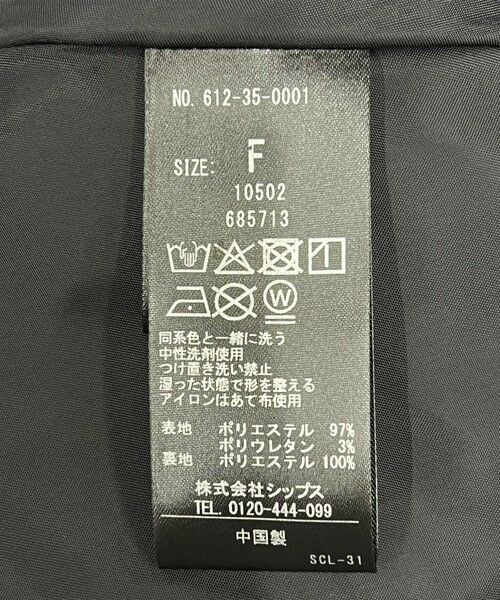 NO. 612-35-0001
SIZE: F
10502
685713
W
同系色と一緒に洗う
中性洗剤使用
つけ置き洗い禁止
湿った状態で形を整える
アイロンはあて布使用
表地 ポリエステル 97%
ポリウレタン 3%
裏地 ポリエステル 100%
株式会社シップス
TEL. 0120-444-099
中国製
SCL-31